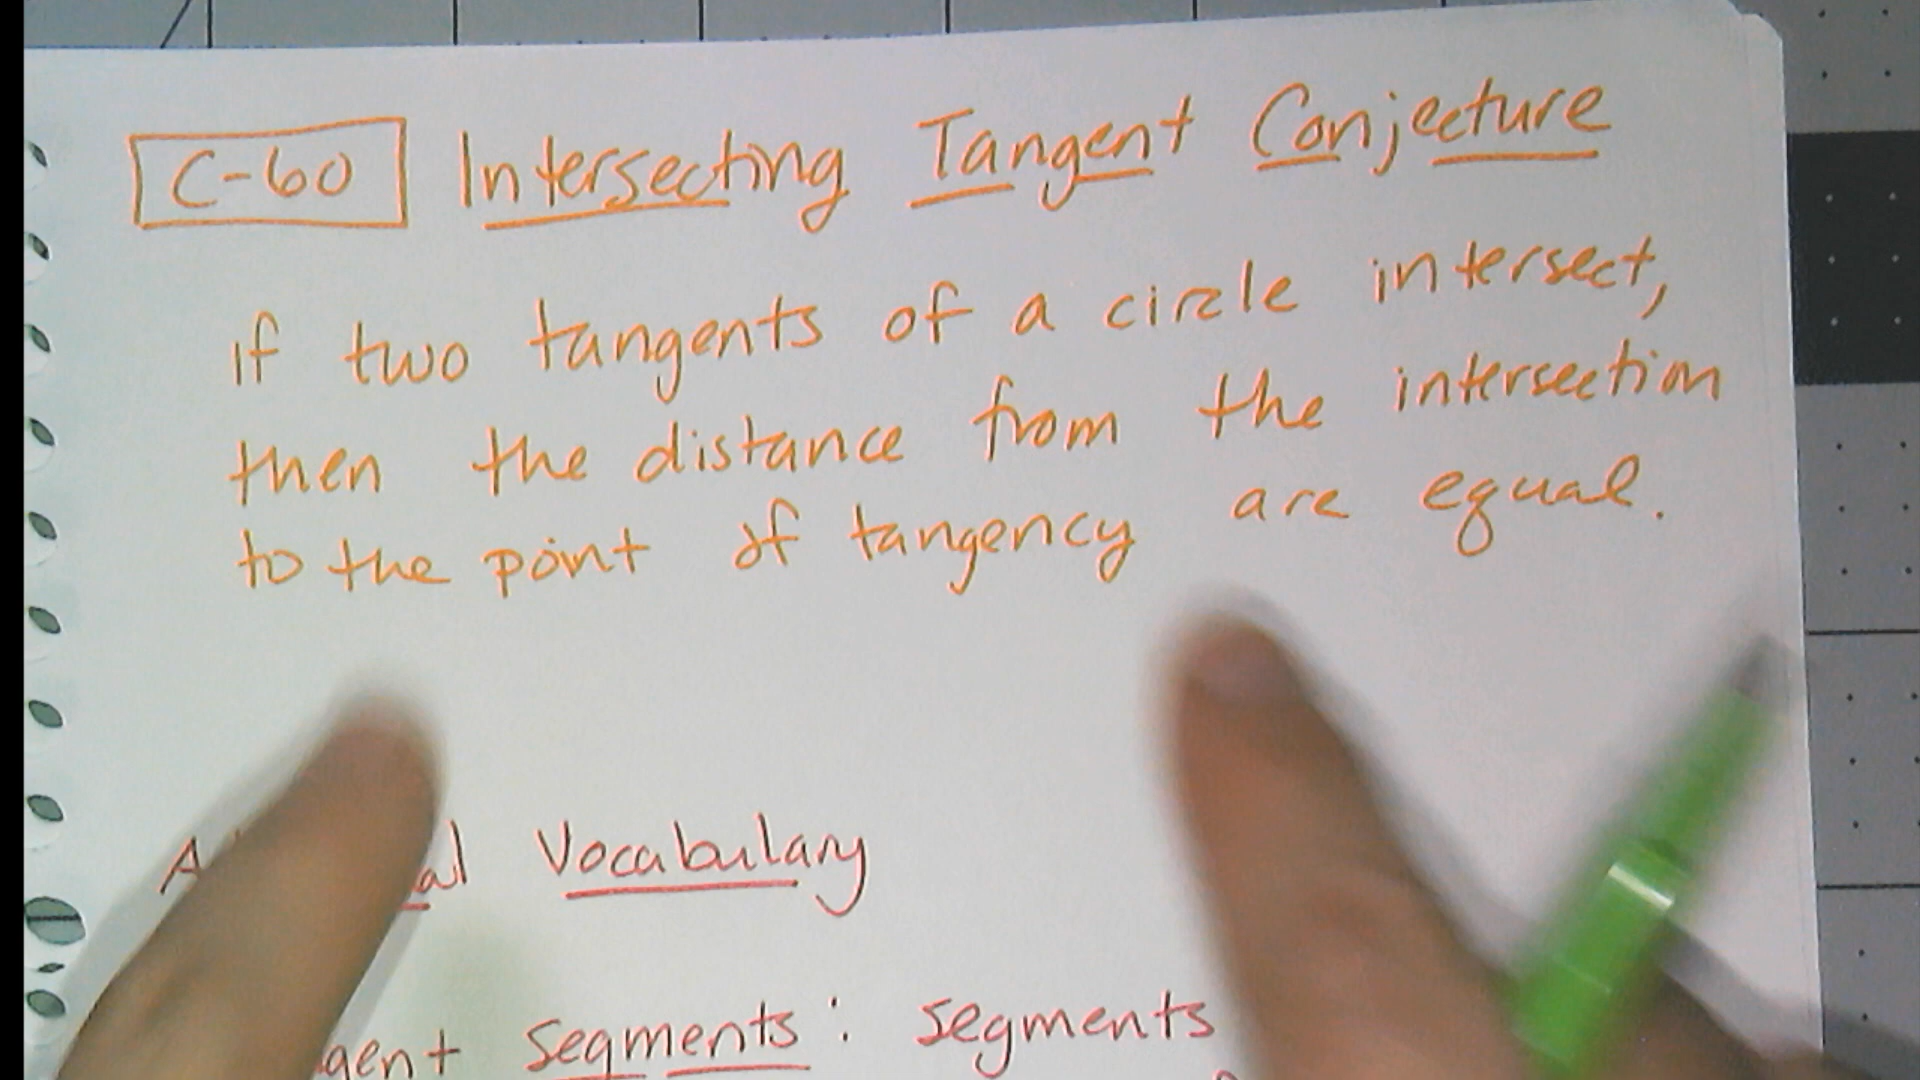 C-60 Intersecting Tangent Conjecture
if two tangents of a circle intersect,
then the distance from the intersection
to the point of tangency are equal.
Vocabulary
Segments: segments